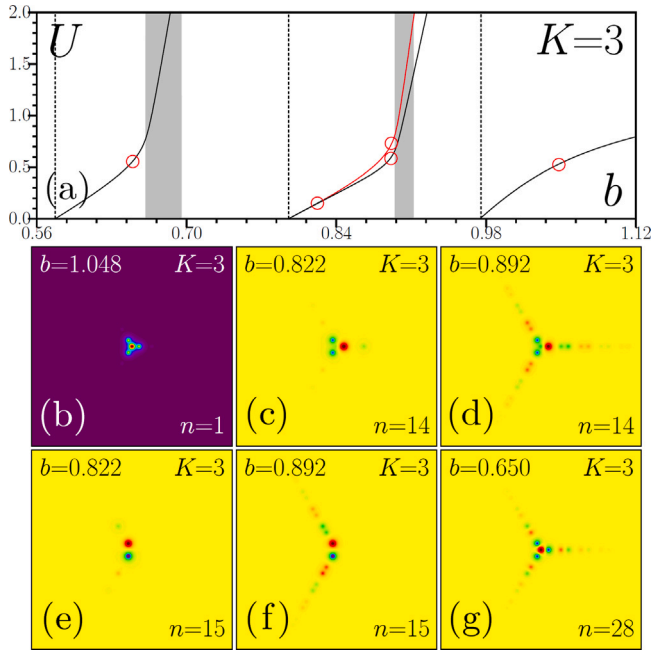 2.0
U
K=3
1.5
1.0
0.5
(a)
b
0.0
0.56
0.70
0.84
0.98
1.12
b=1.048 K=3
(b)
n=1
b=0.822 K=3
(c)
n=14
b=0.892 K=3
(d)
n=14
b=0.822 K=3
(e)
n=15
b=0.892 K=3
(f)
n=15
b=0.650 K=3
(g)
n=28